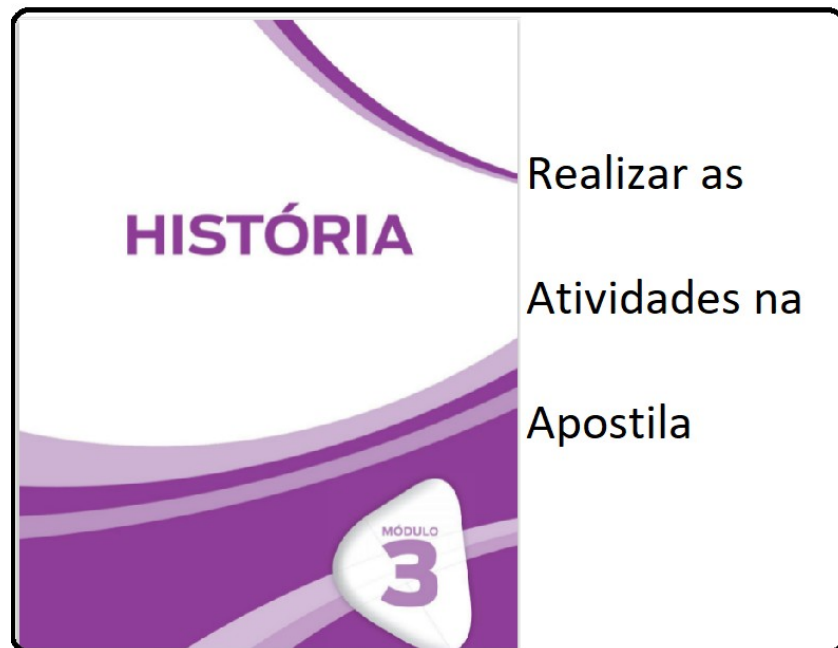 HISTÓRIA
MÓDULO
3
Realizar as
Atividades na
Apostila